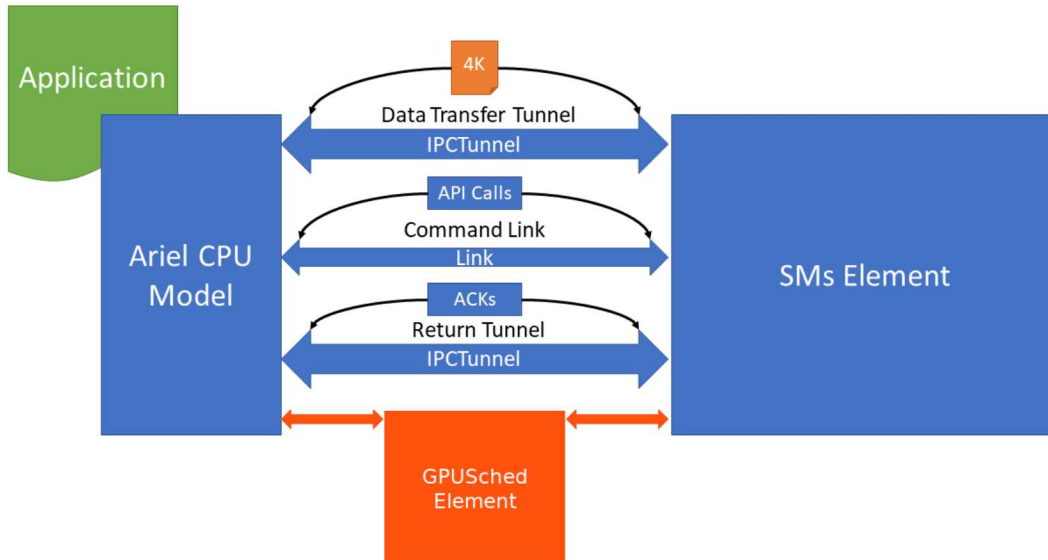 Application
4K
Data Transfer Tunnel
IPCTunnel
API Calls
Command Link
Link
ACKs
Return Tunnel
IPCTunnel
Ariel CPU
Model
SMs Element
GPUSched
Element